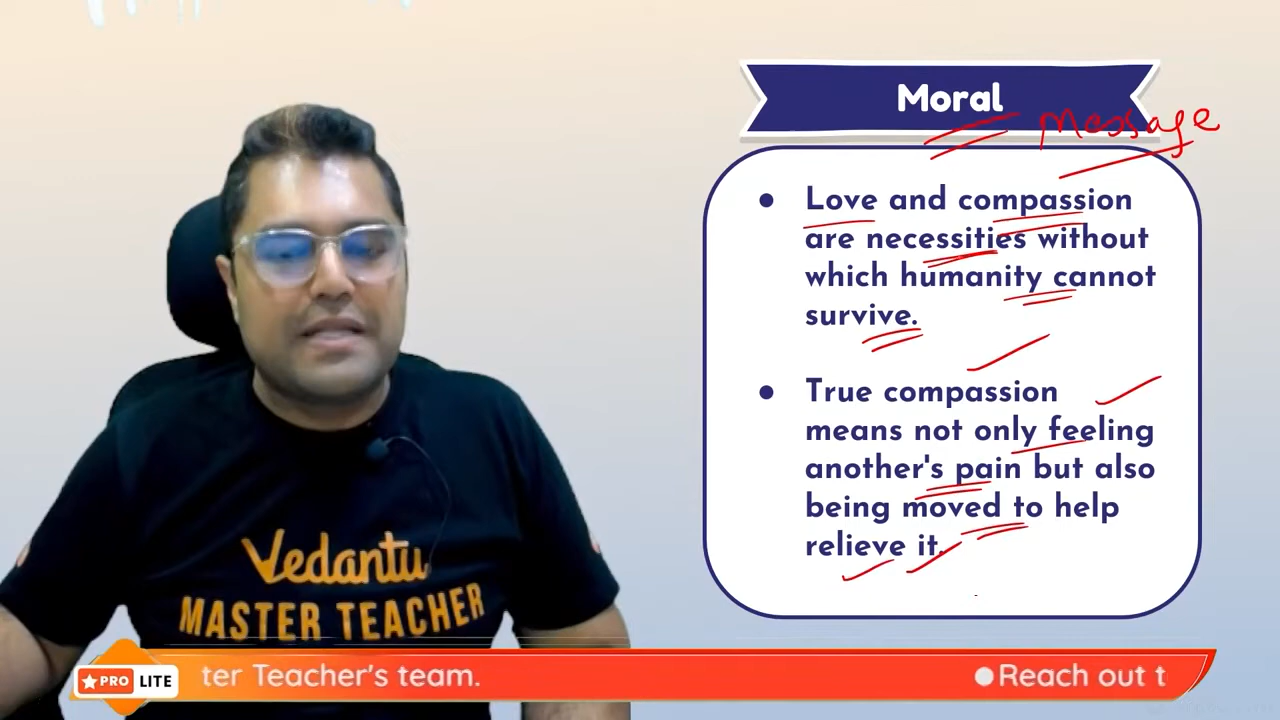 Moral
Message
● Love and compassion
are necessities without
which humanity cannot
survive.
● True compassion
means not only feeling
another's pain but also
being moved to help
relieve it.
Vedantu
MASTER TEACHER
PRO LITE
ter Teacher's team.
●Reach out t